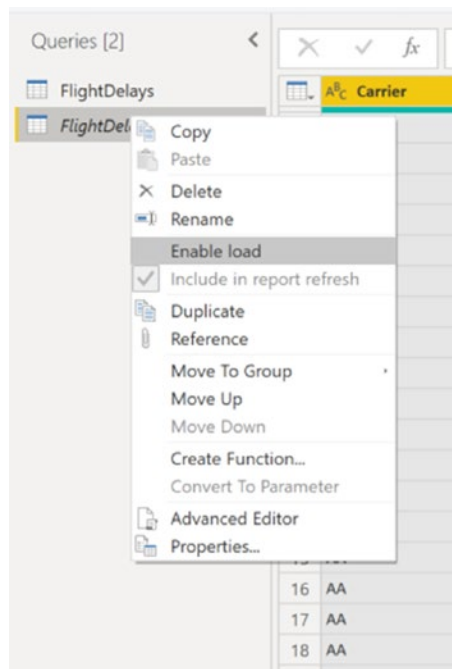 Queries [2]
fx
FlightDelays
ABC Carrier
FlightDel
Copy
Paste
Delete
Rename
Enable load
Include in report refresh
Duplicate
Reference
Move To Group
Move Up
Move Down
Create Function...
Convert To Parameter
Advanced Editor
Properties...
16 AA
17 AA
18 AA